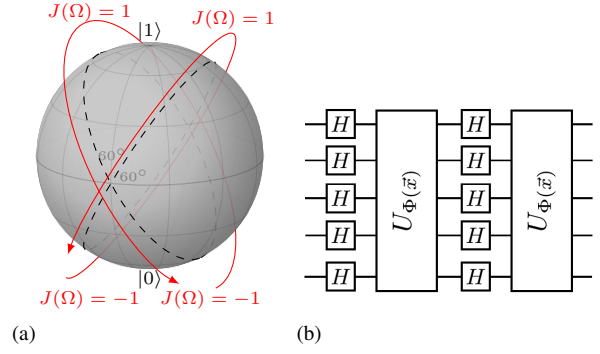 J(Ω) = 1
J(Ω) = 1
|1⟩
60°
60°
|0⟩
J(Ω) = −1
J(Ω) = −1
(a)
H H
H H
H H
H H
H H
U_Φ(x⃗) U_Φ(x⃗)
(b)